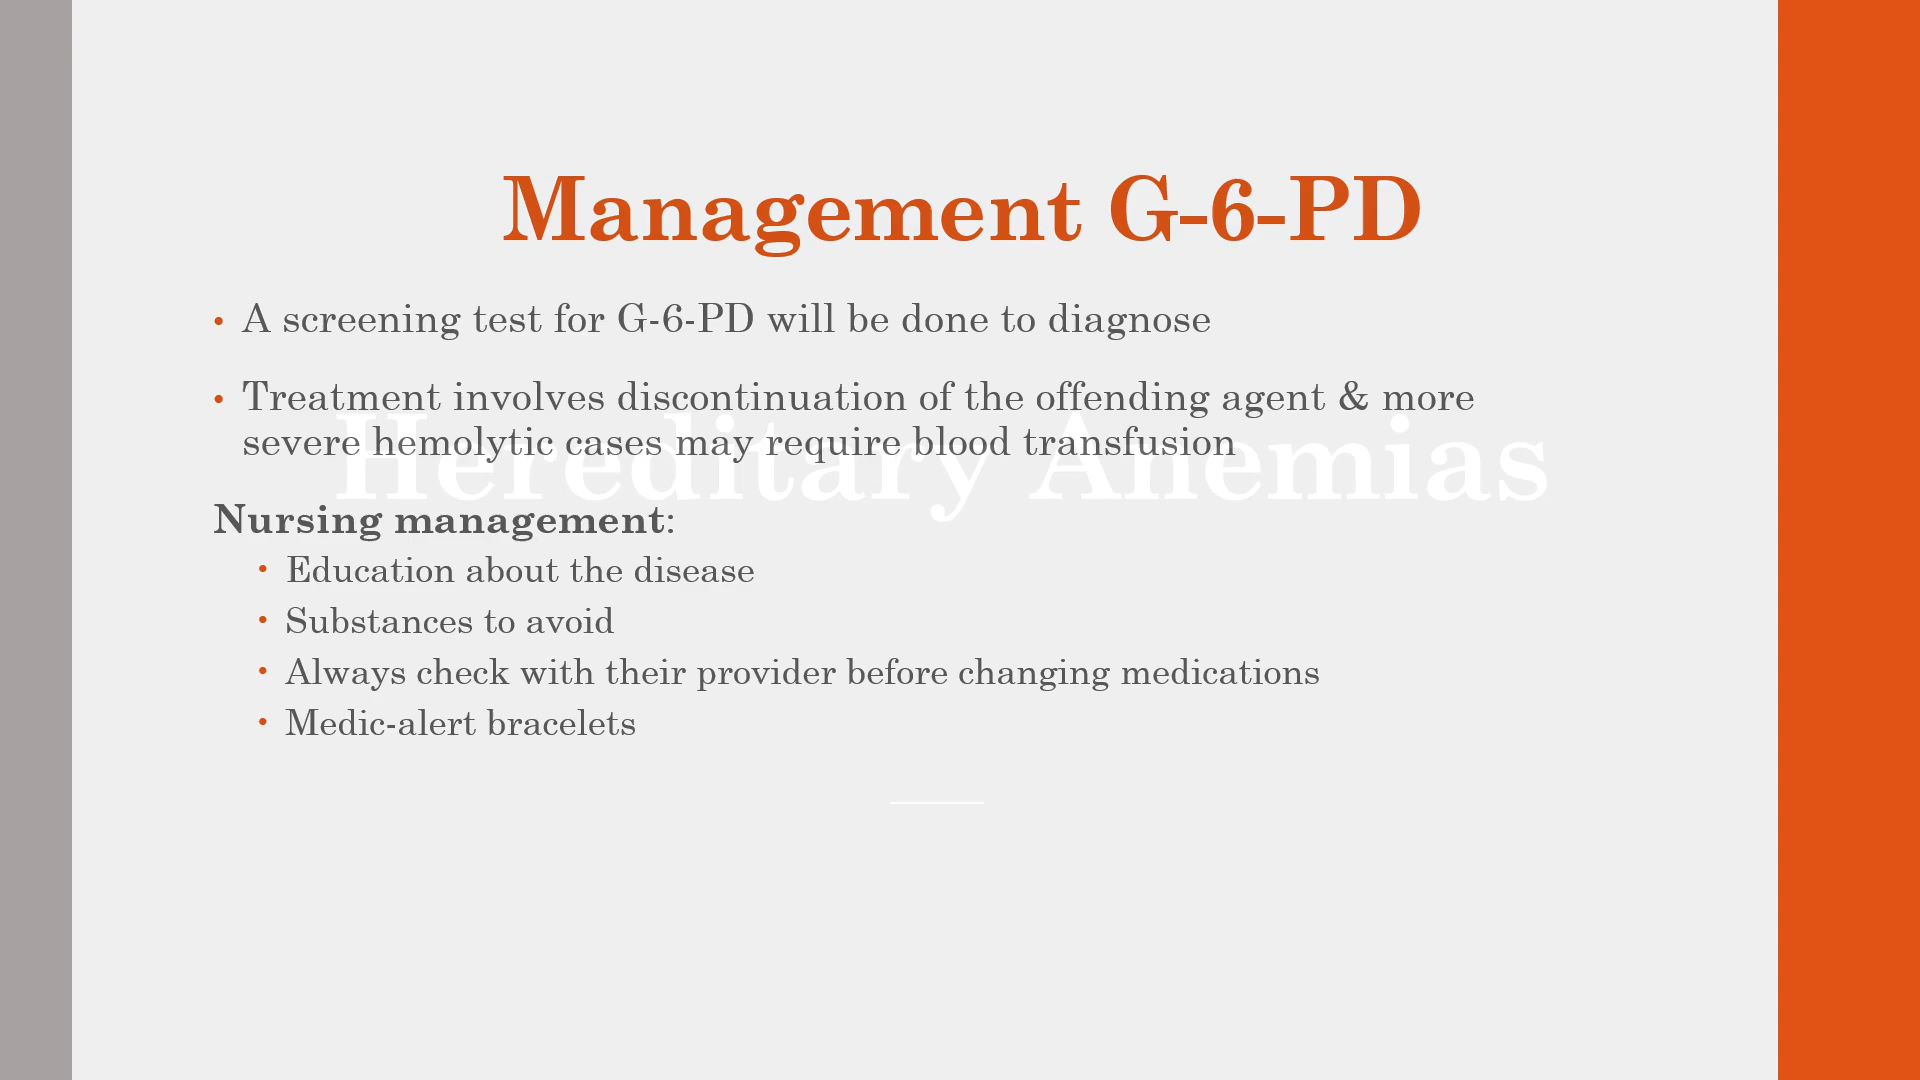 Management G-6-PD
• A screening test for G-6-PD will be done to diagnose
• Treatment involves discontinuation of the offending agent & more
severe hemolytic cases may require blood transfusion
Hereditary Anemias
Nursing management:
• Education about the disease
• Substances to avoid
• Always check with their provider before changing medications
• Medic-alert bracelets